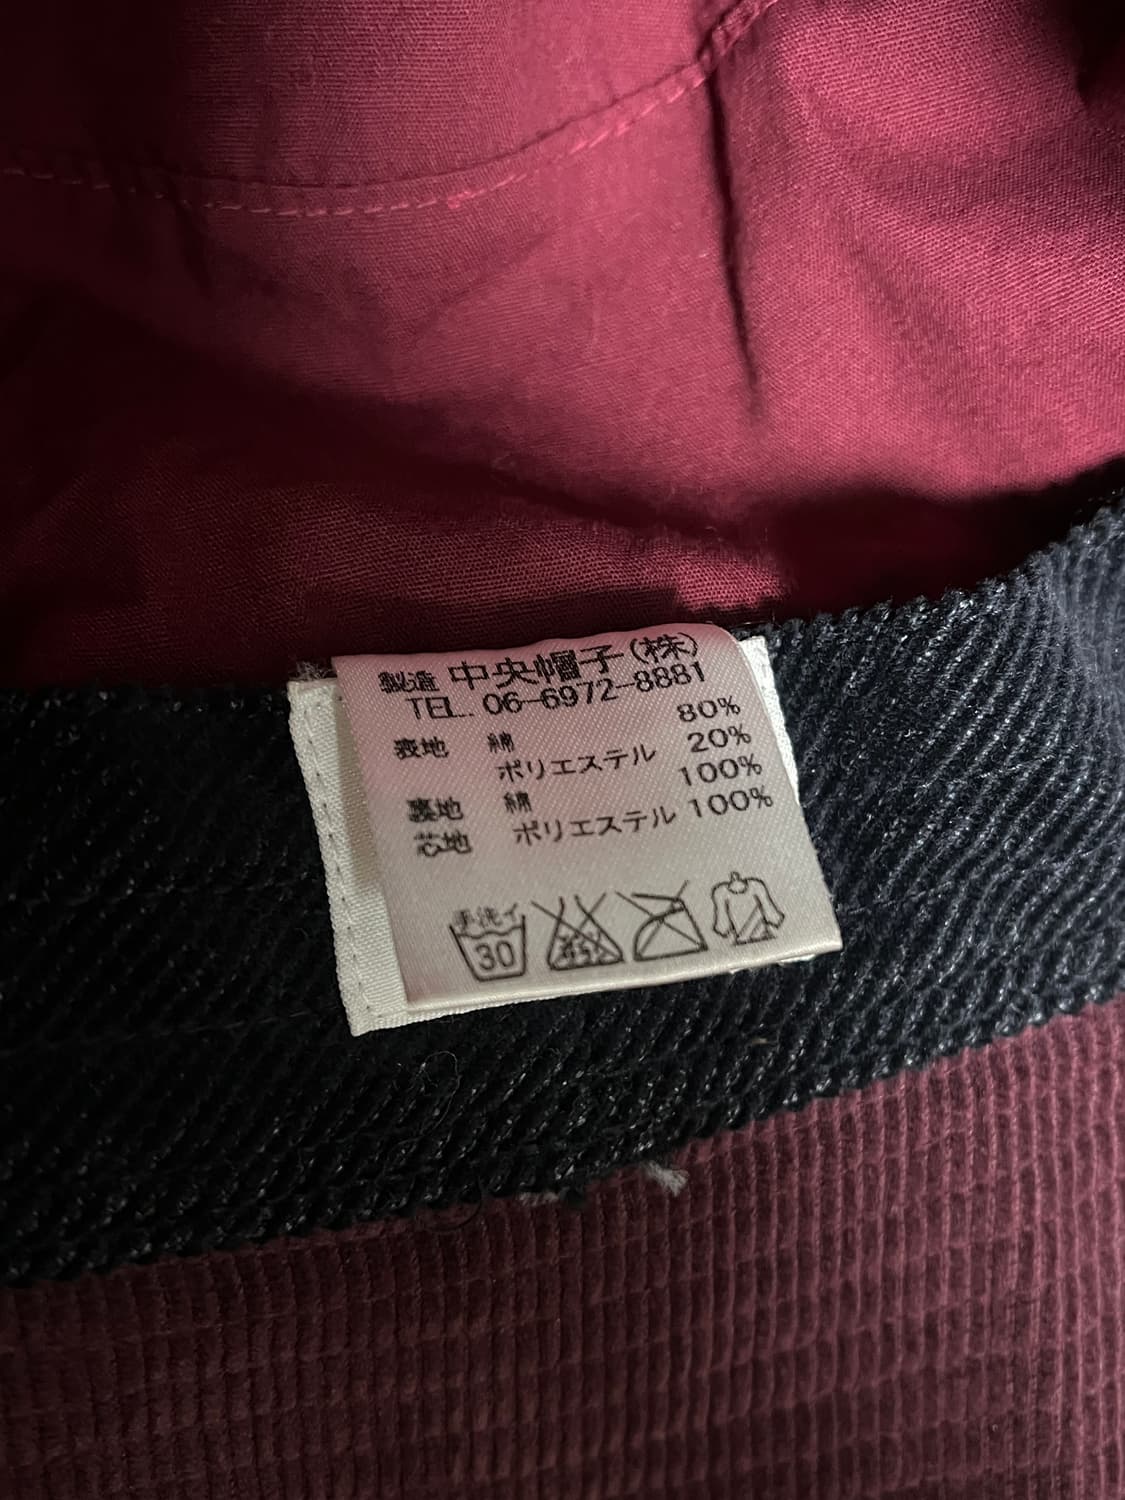 製造 中央帽子(株)
TEL. 06-6972-8881
表地 綿 80%
ポリエステル 20%
裏地 綿 100%
芯地 ポリエステル 100%
手洗イ
30